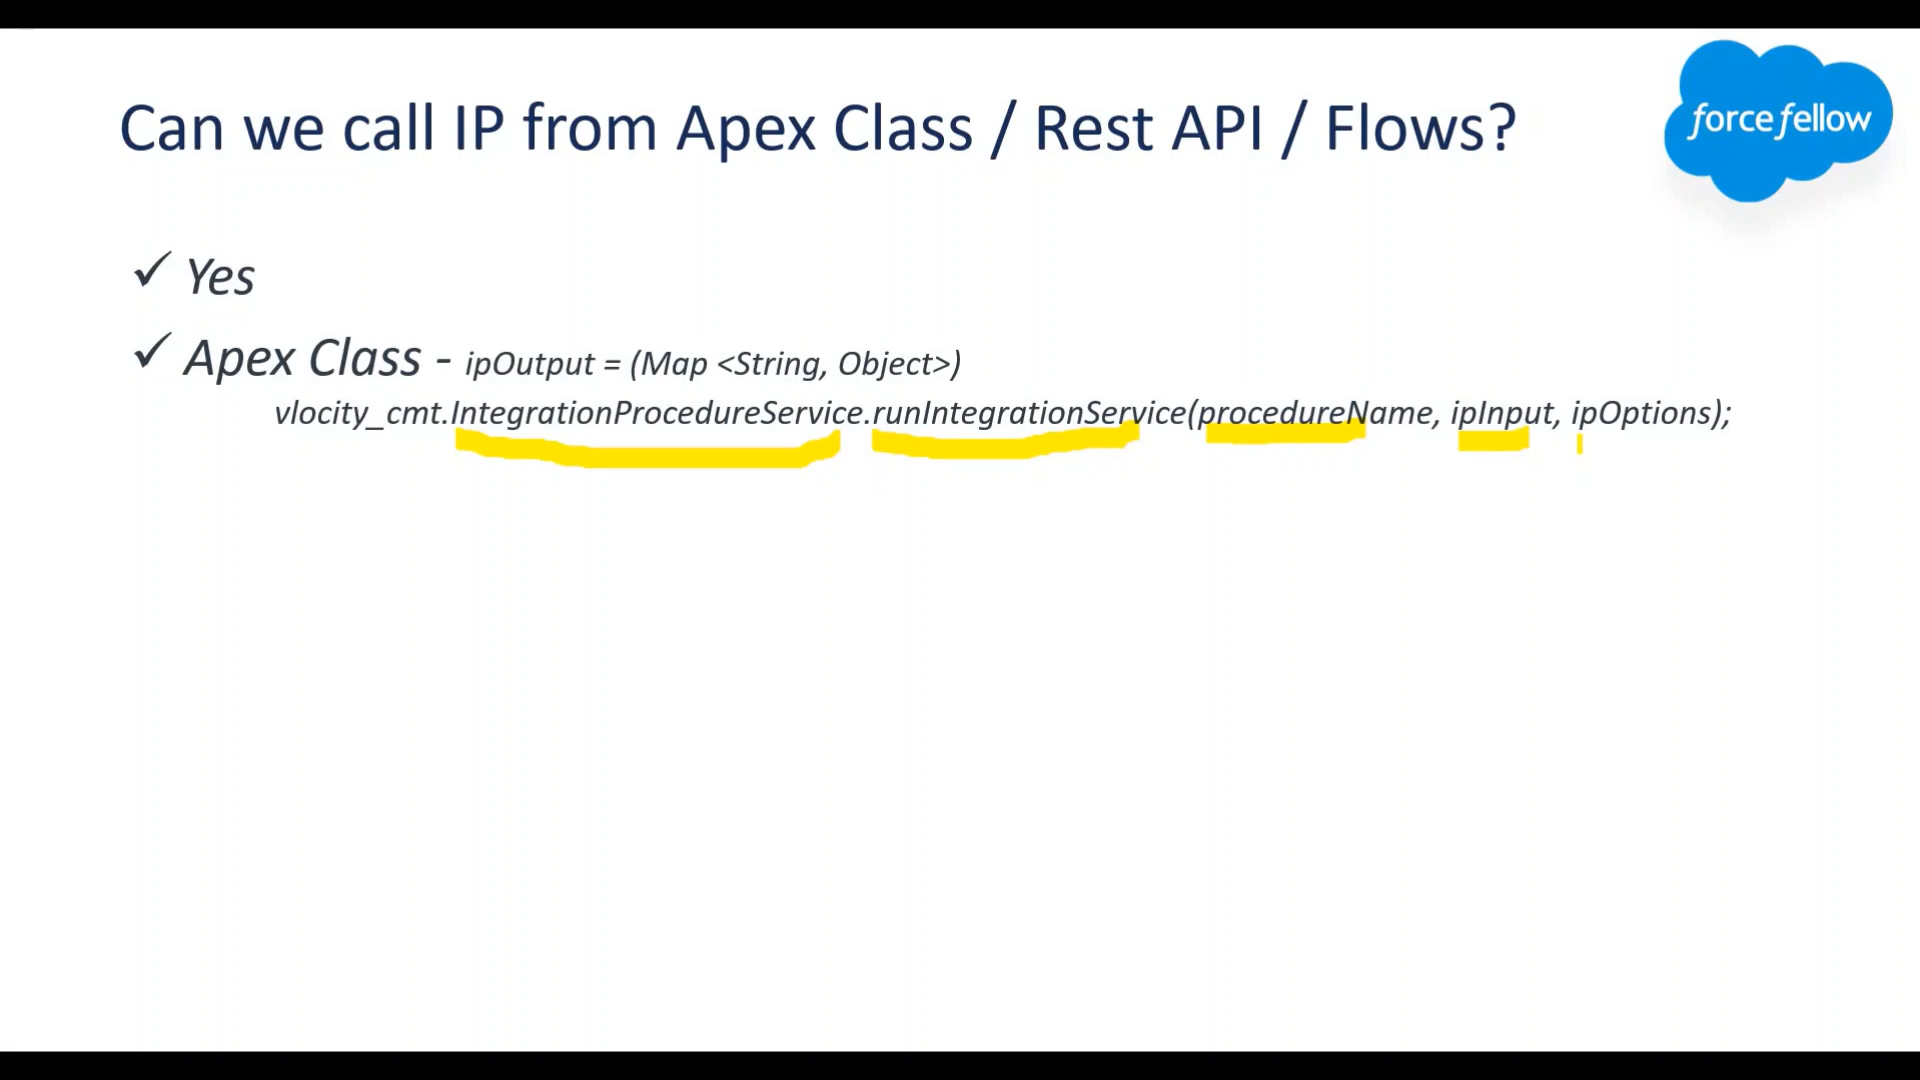 Can we call IP from Apex Class / Rest API / Flows?
force fellow
✓ Yes
✓ Apex Class - ipOutput = (Map <String, Object>)
vlocity_cmt.IntegrationProcedureService.runIntegrationService(procedureName, ipInput, ipOptions);